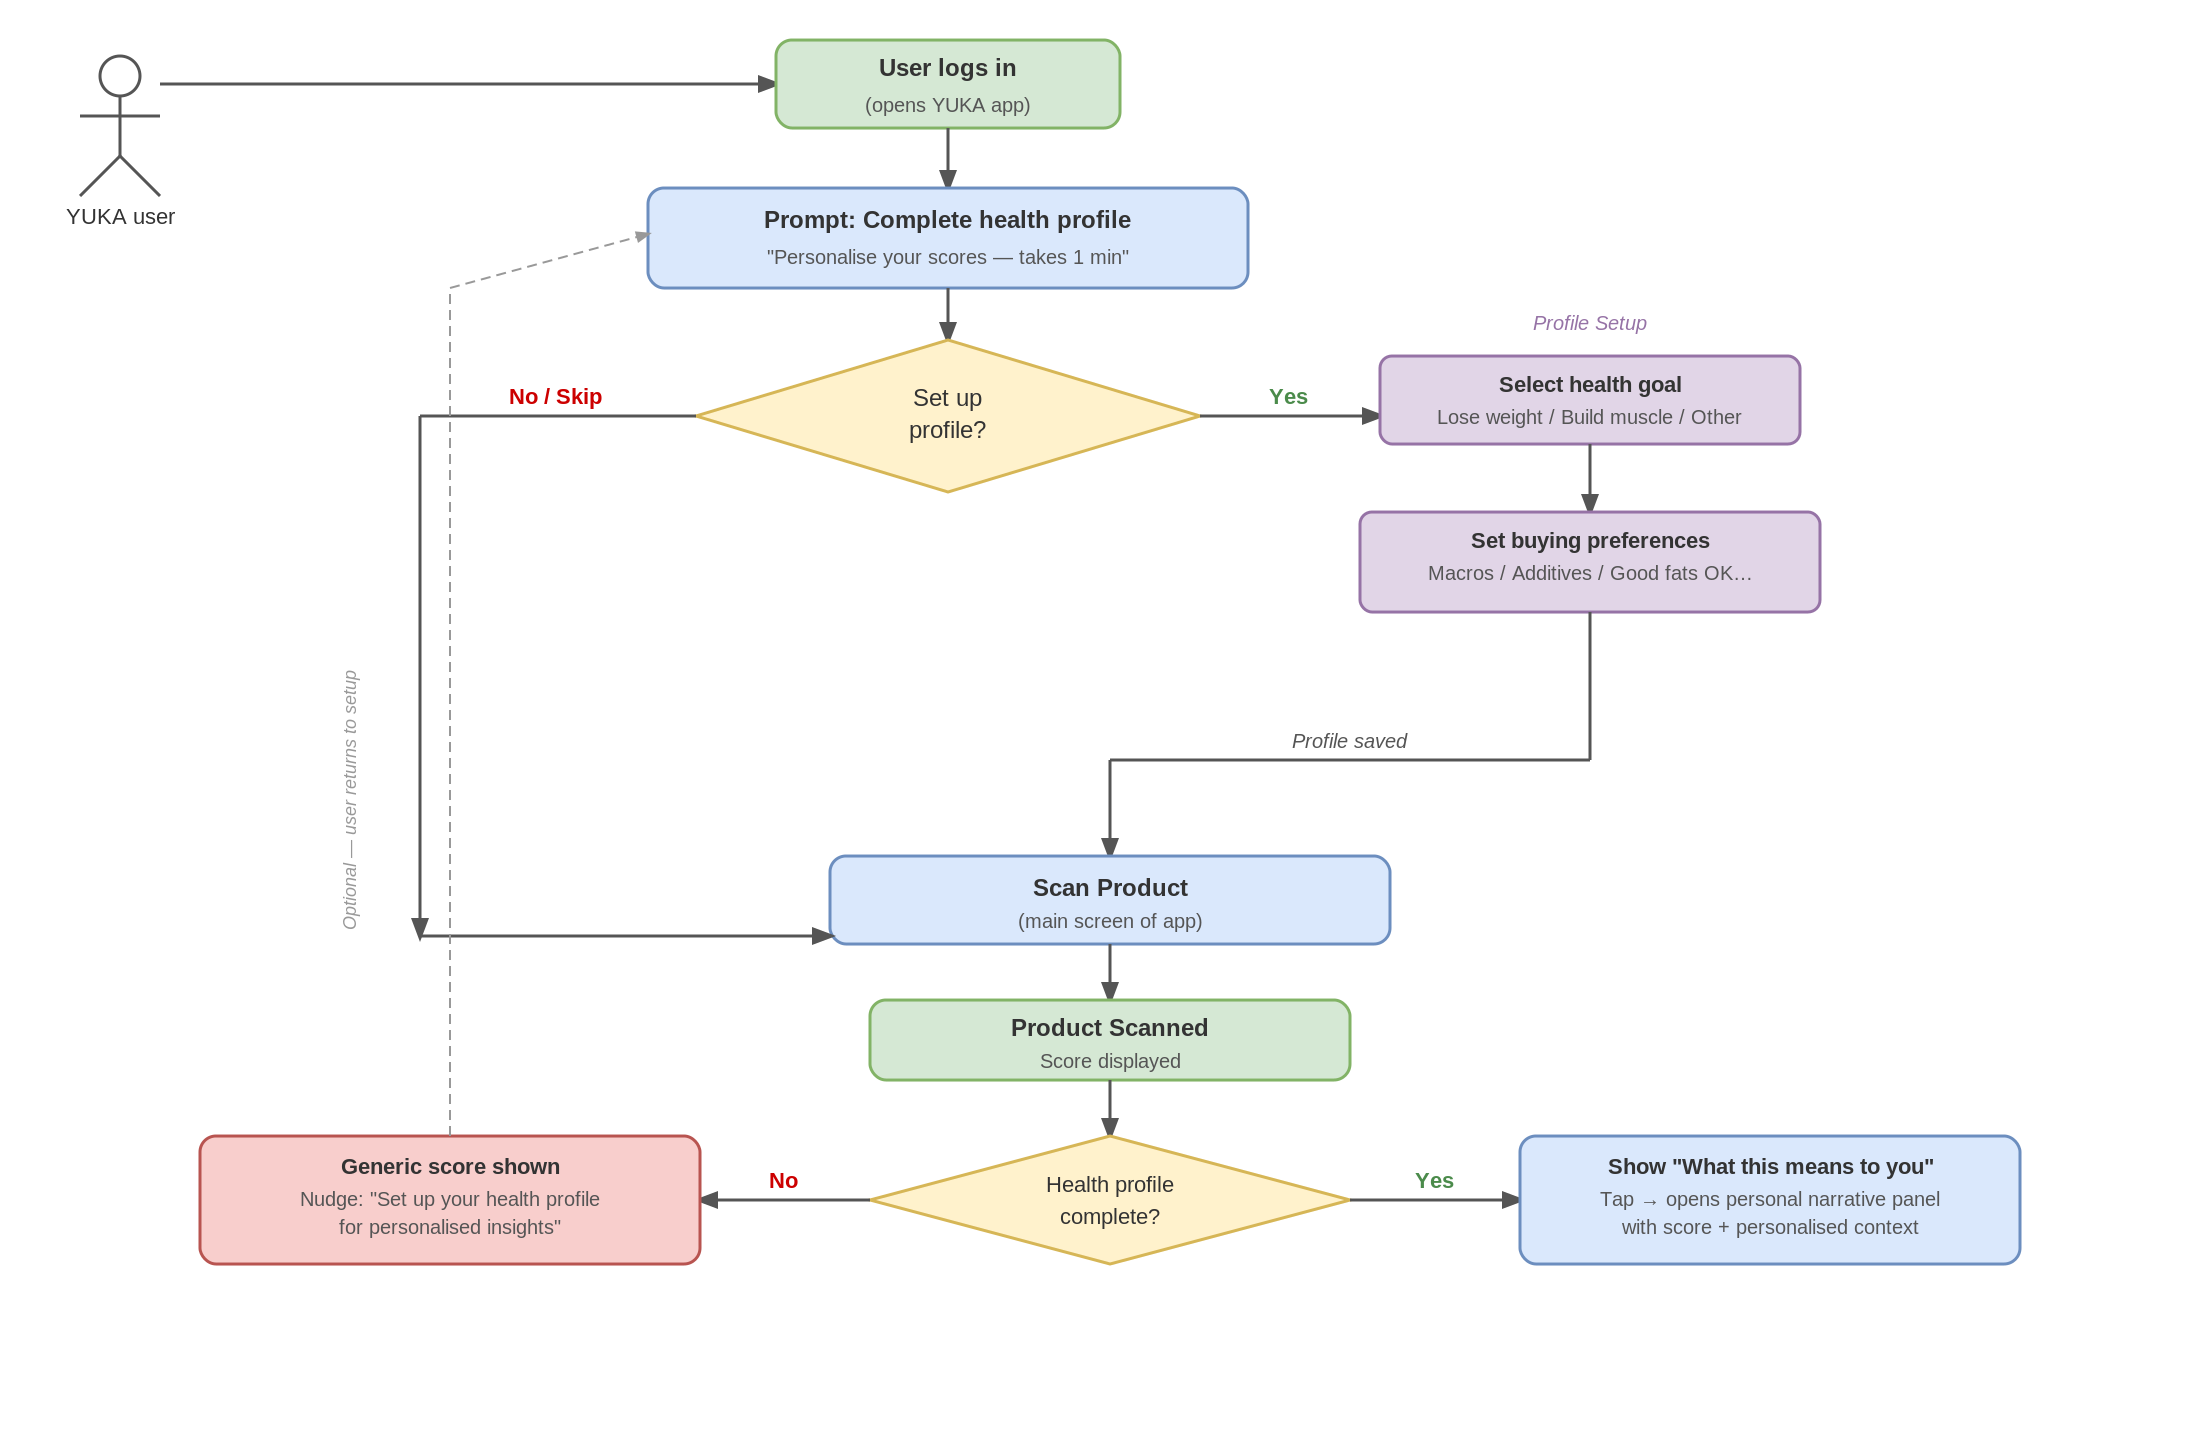 User logs in
(opens YUKA app)
YUKA user
Prompt: Complete health profile
"Personalise your scores — takes 1 min"
Profile Setup
Set up
profile?
No / Skip
Yes
Select health goal
Lose weight / Build muscle / Other
Set buying preferences
Macros / Additives / Good fats OK…
Profile saved
Optional — user returns to setup
Scan Product
(main screen of app)
Product Scanned
Score displayed
Health profile
complete?
No
Yes
Generic score shown
Nudge: "Set up your health profile
for personalised insights"
Show "What this means to you"
Tap → opens personal narrative panel
with score + personalised context